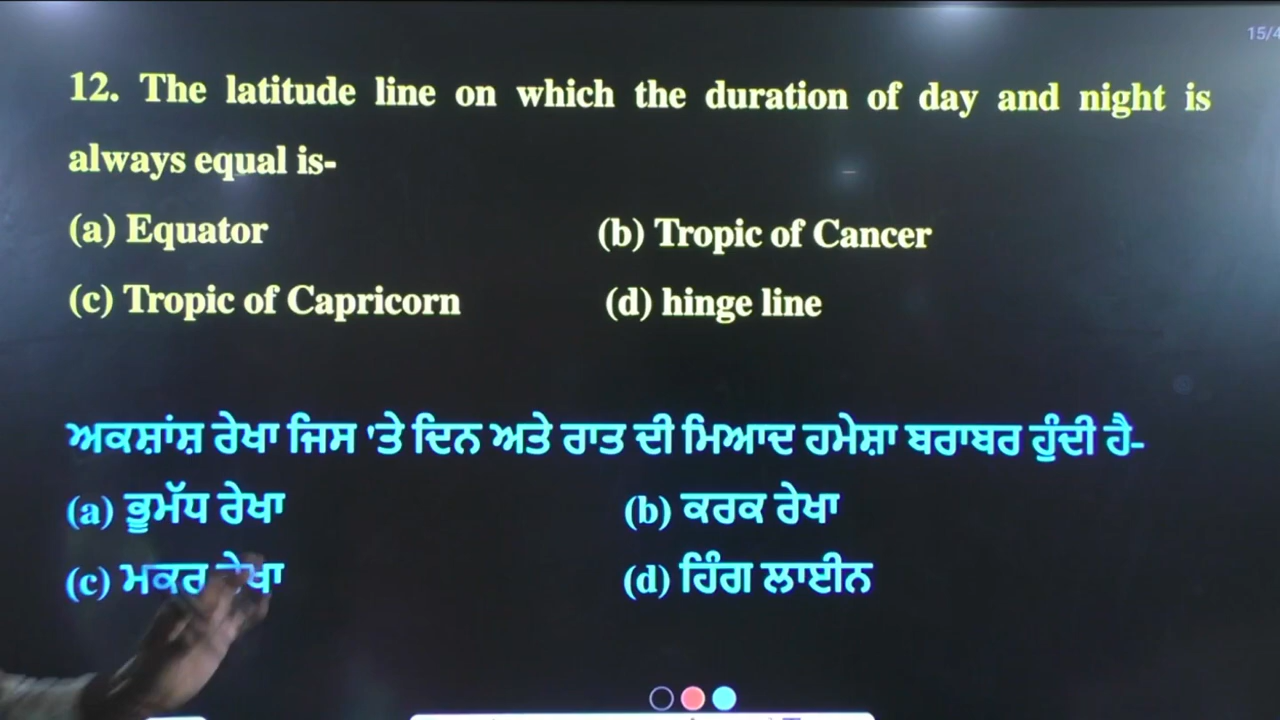 15/4
12. The latitude line on which the duration of day and night is
always equal is-
(a) Equator (b) Tropic of Cancer
(c) Tropic of Capricorn (d) hinge line
ਅਕਸ਼ਾਂਸ਼ ਰੇਖਾ ਜਿਸ 'ਤੇ ਦਿਨ ਅਤੇ ਰਾਤ ਦੀ ਮਿਆਦ ਹਮੇਸ਼ਾ ਬਰਾਬਰ ਹੁੰਦੀ ਹੈ-
(a) ਭੂਮੱਧ ਰੇਖਾ (b) ਕਰਕ ਰੇਖਾ
(c) ਮਕਰ ਰੇਖਾ (d) ਹਿੰਗ ਲਾਈਨ